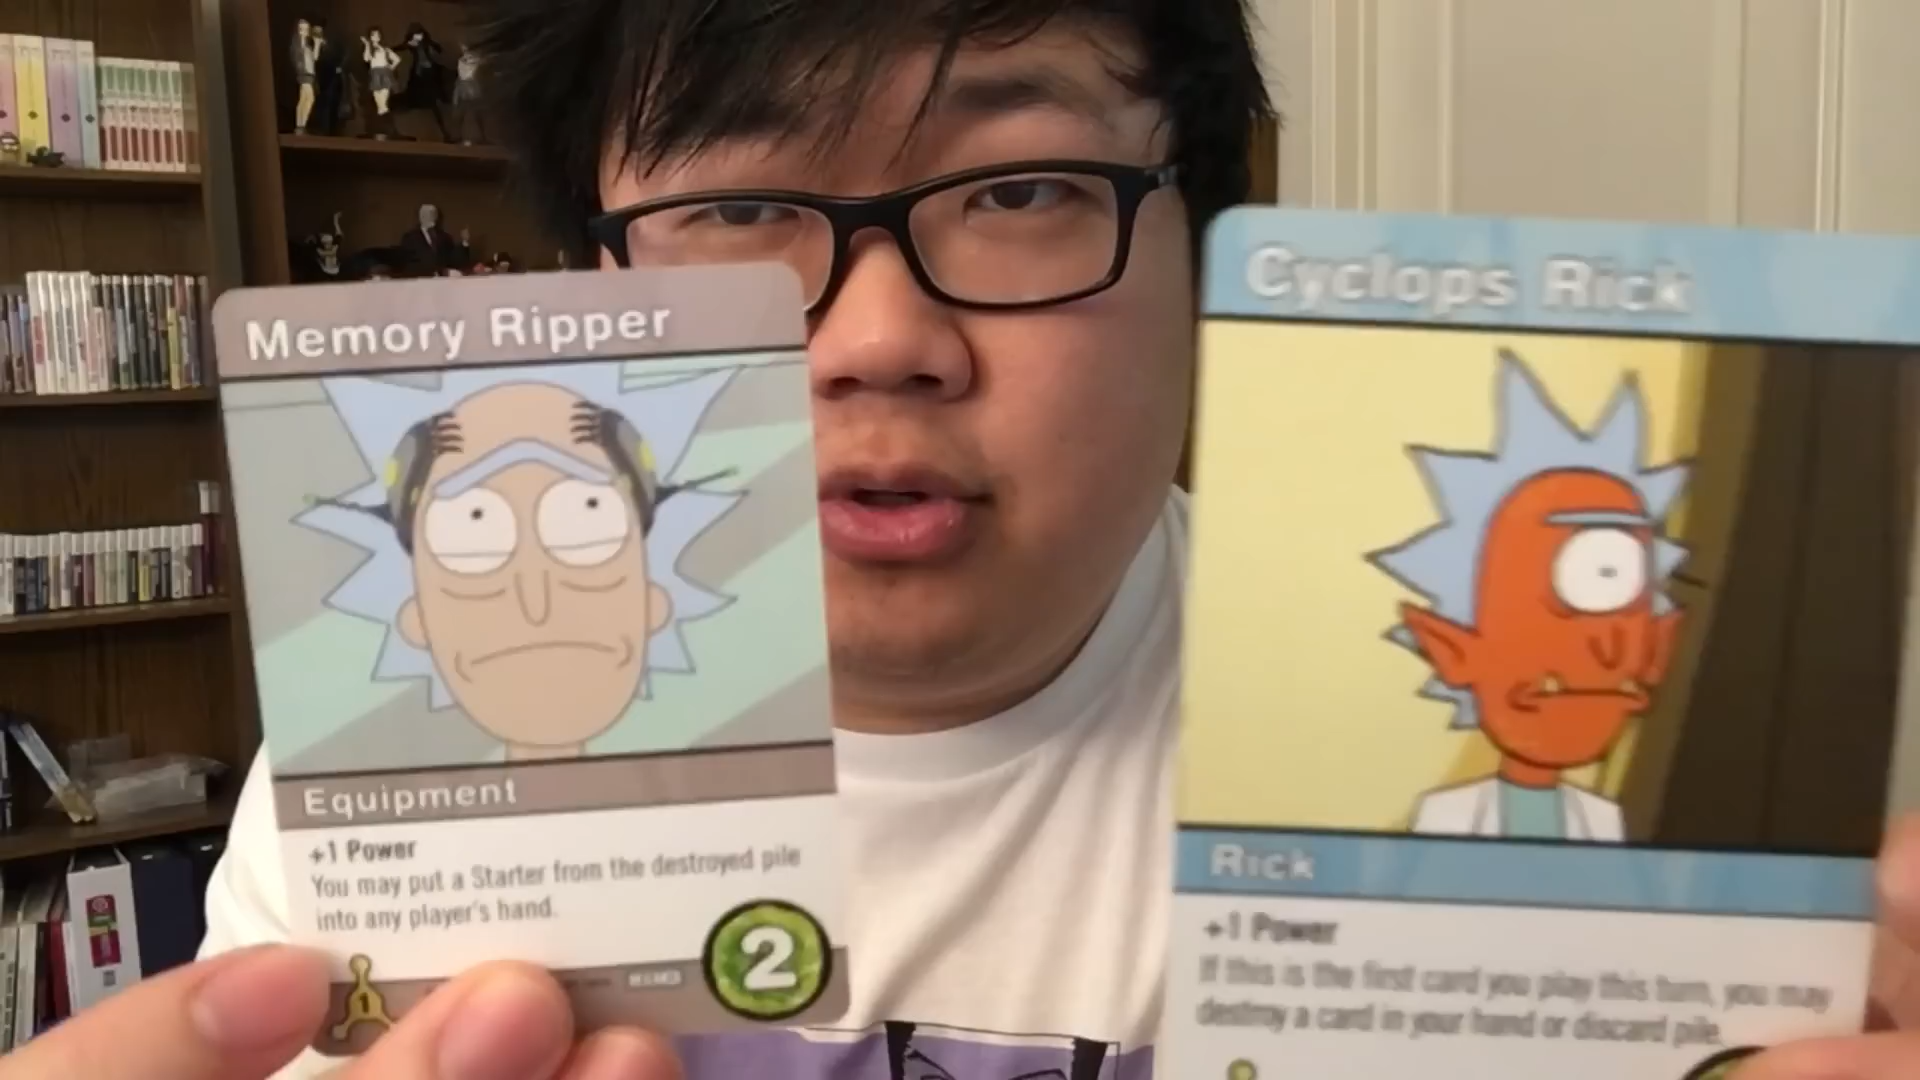 Memory Ripper
Equipment
+1 Power
You may put a Starter from the destroyed pile
into any player's hand.
1
2
Cyclops Rick
Rick
+1 Power
If this is the first card you play this turn, you may
destroy a card in your hand or discard pile.